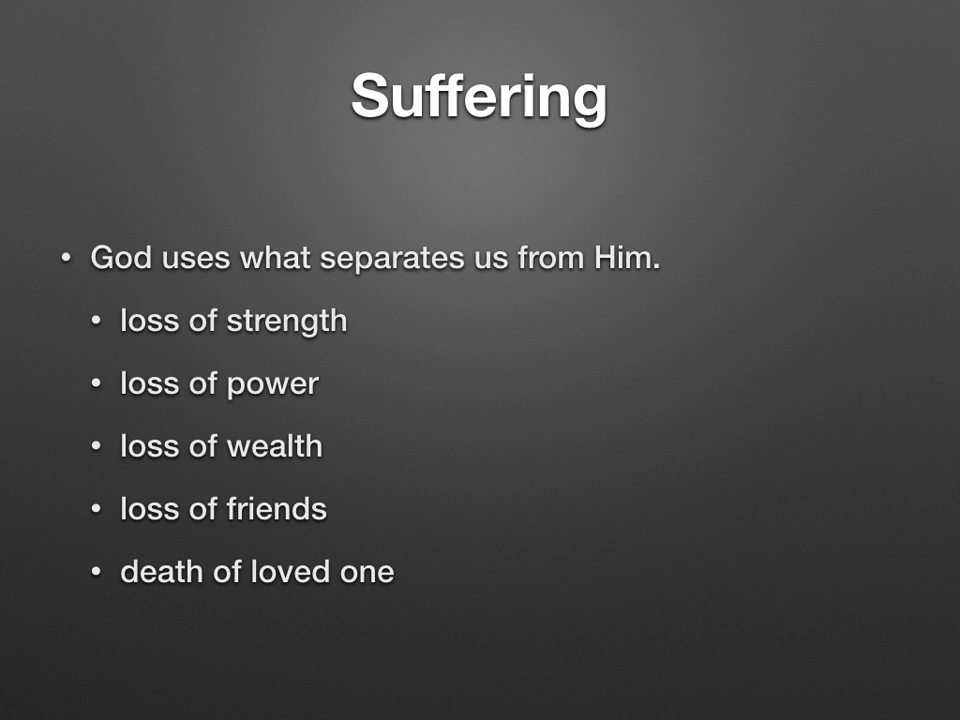 Suffering
• God uses what separates us from Him.
• loss of strength
• loss of power
• loss of wealth
• loss of friends
• death of loved one